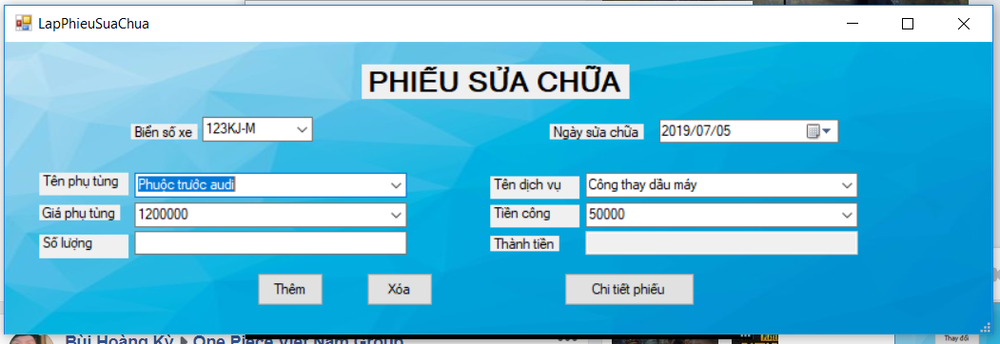 LapPhieuSuaChua
PHIẾU SỬA CHỮA
Biển số xe 123KJ-M Ngày sửa chữa 2019/07/05
Tên phụ tùng Phuộc trước audi Tên dịch vụ Công thay dầu máy
Giá phụ tùng 1200000 Tiền công 50000
Số lượng Thành tiền
Thêm Xóa Chi tiết phiếu
Bùi Hoàng Kỳ One Piece Việt Nam Group
Thay đổi